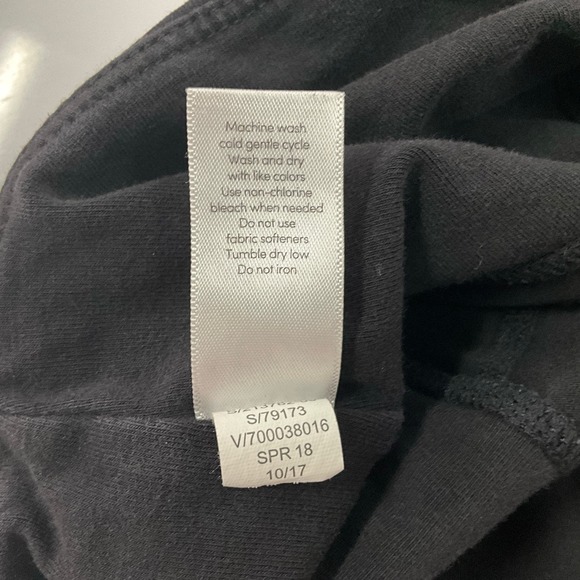 Machine wash
cold gentle cycle
Wash and dry
with like colors
Use non-chlorine
bleach when needed
Do not use
fabric softeners
Tumble dry low
Do not iron
S/79173
V/700038016
SPR 18
10/17